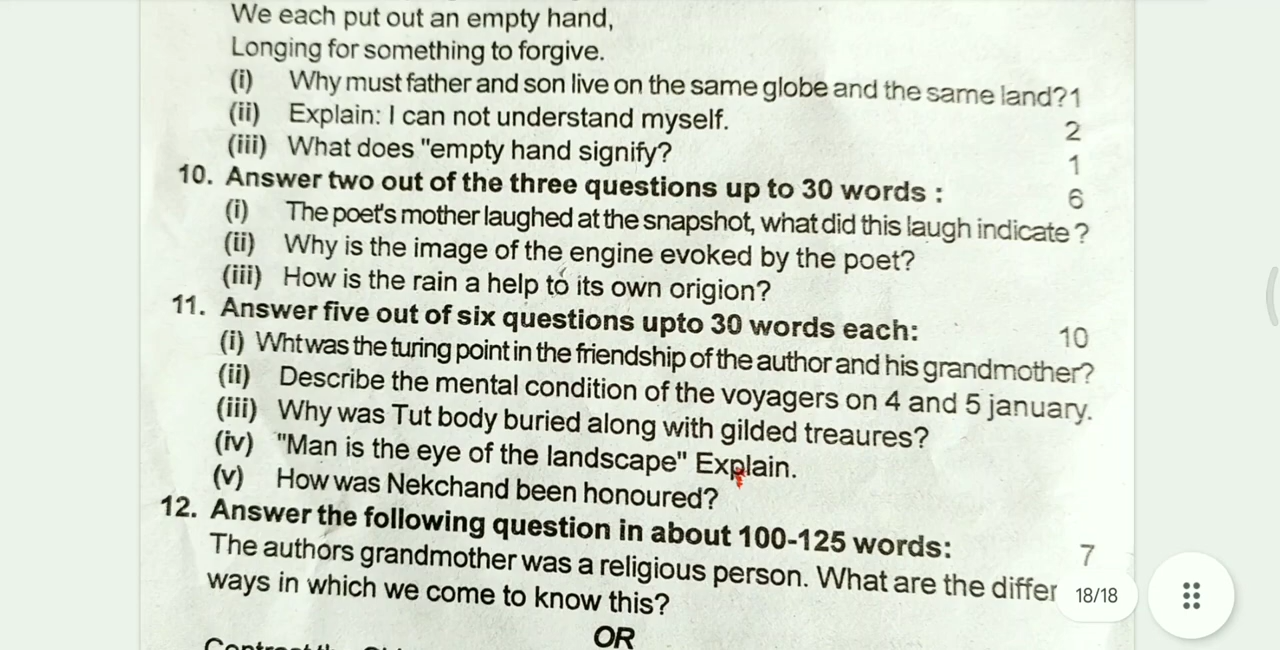 We each put out an empty hand,
Longing for something to forgive.
(i) Why must father and son live on the same globe and the same land?1
(ii) Explain: I can not understand myself. 2
(iii) What does "empty hand signify? 1
10. Answer two out of the three questions up to 30 words : 6
(i) The poet's mother laughed at the snapshot, what did this laugh indicate ?
(ii) Why is the image of the engine evoked by the poet?
(iii) How is the rain a help to its own origion?
11. Answer five out of six questions upto 30 words each: 10
(i) Wht was the turing point in the friendship of the author and his grandmother?
(ii) Describe the mental condition of the voyagers on 4 and 5 january.
(iii) Why was Tut body buried along with gilded treaures?
(iv) "Man is the eye of the landscape" Explain.
(v) How was Nekchand been honoured?
12. Answer the following question in about 100-125 words: 7
The authors grandmother was a religious person. What are the differ
ways in which we come to know this?
OR
18/18